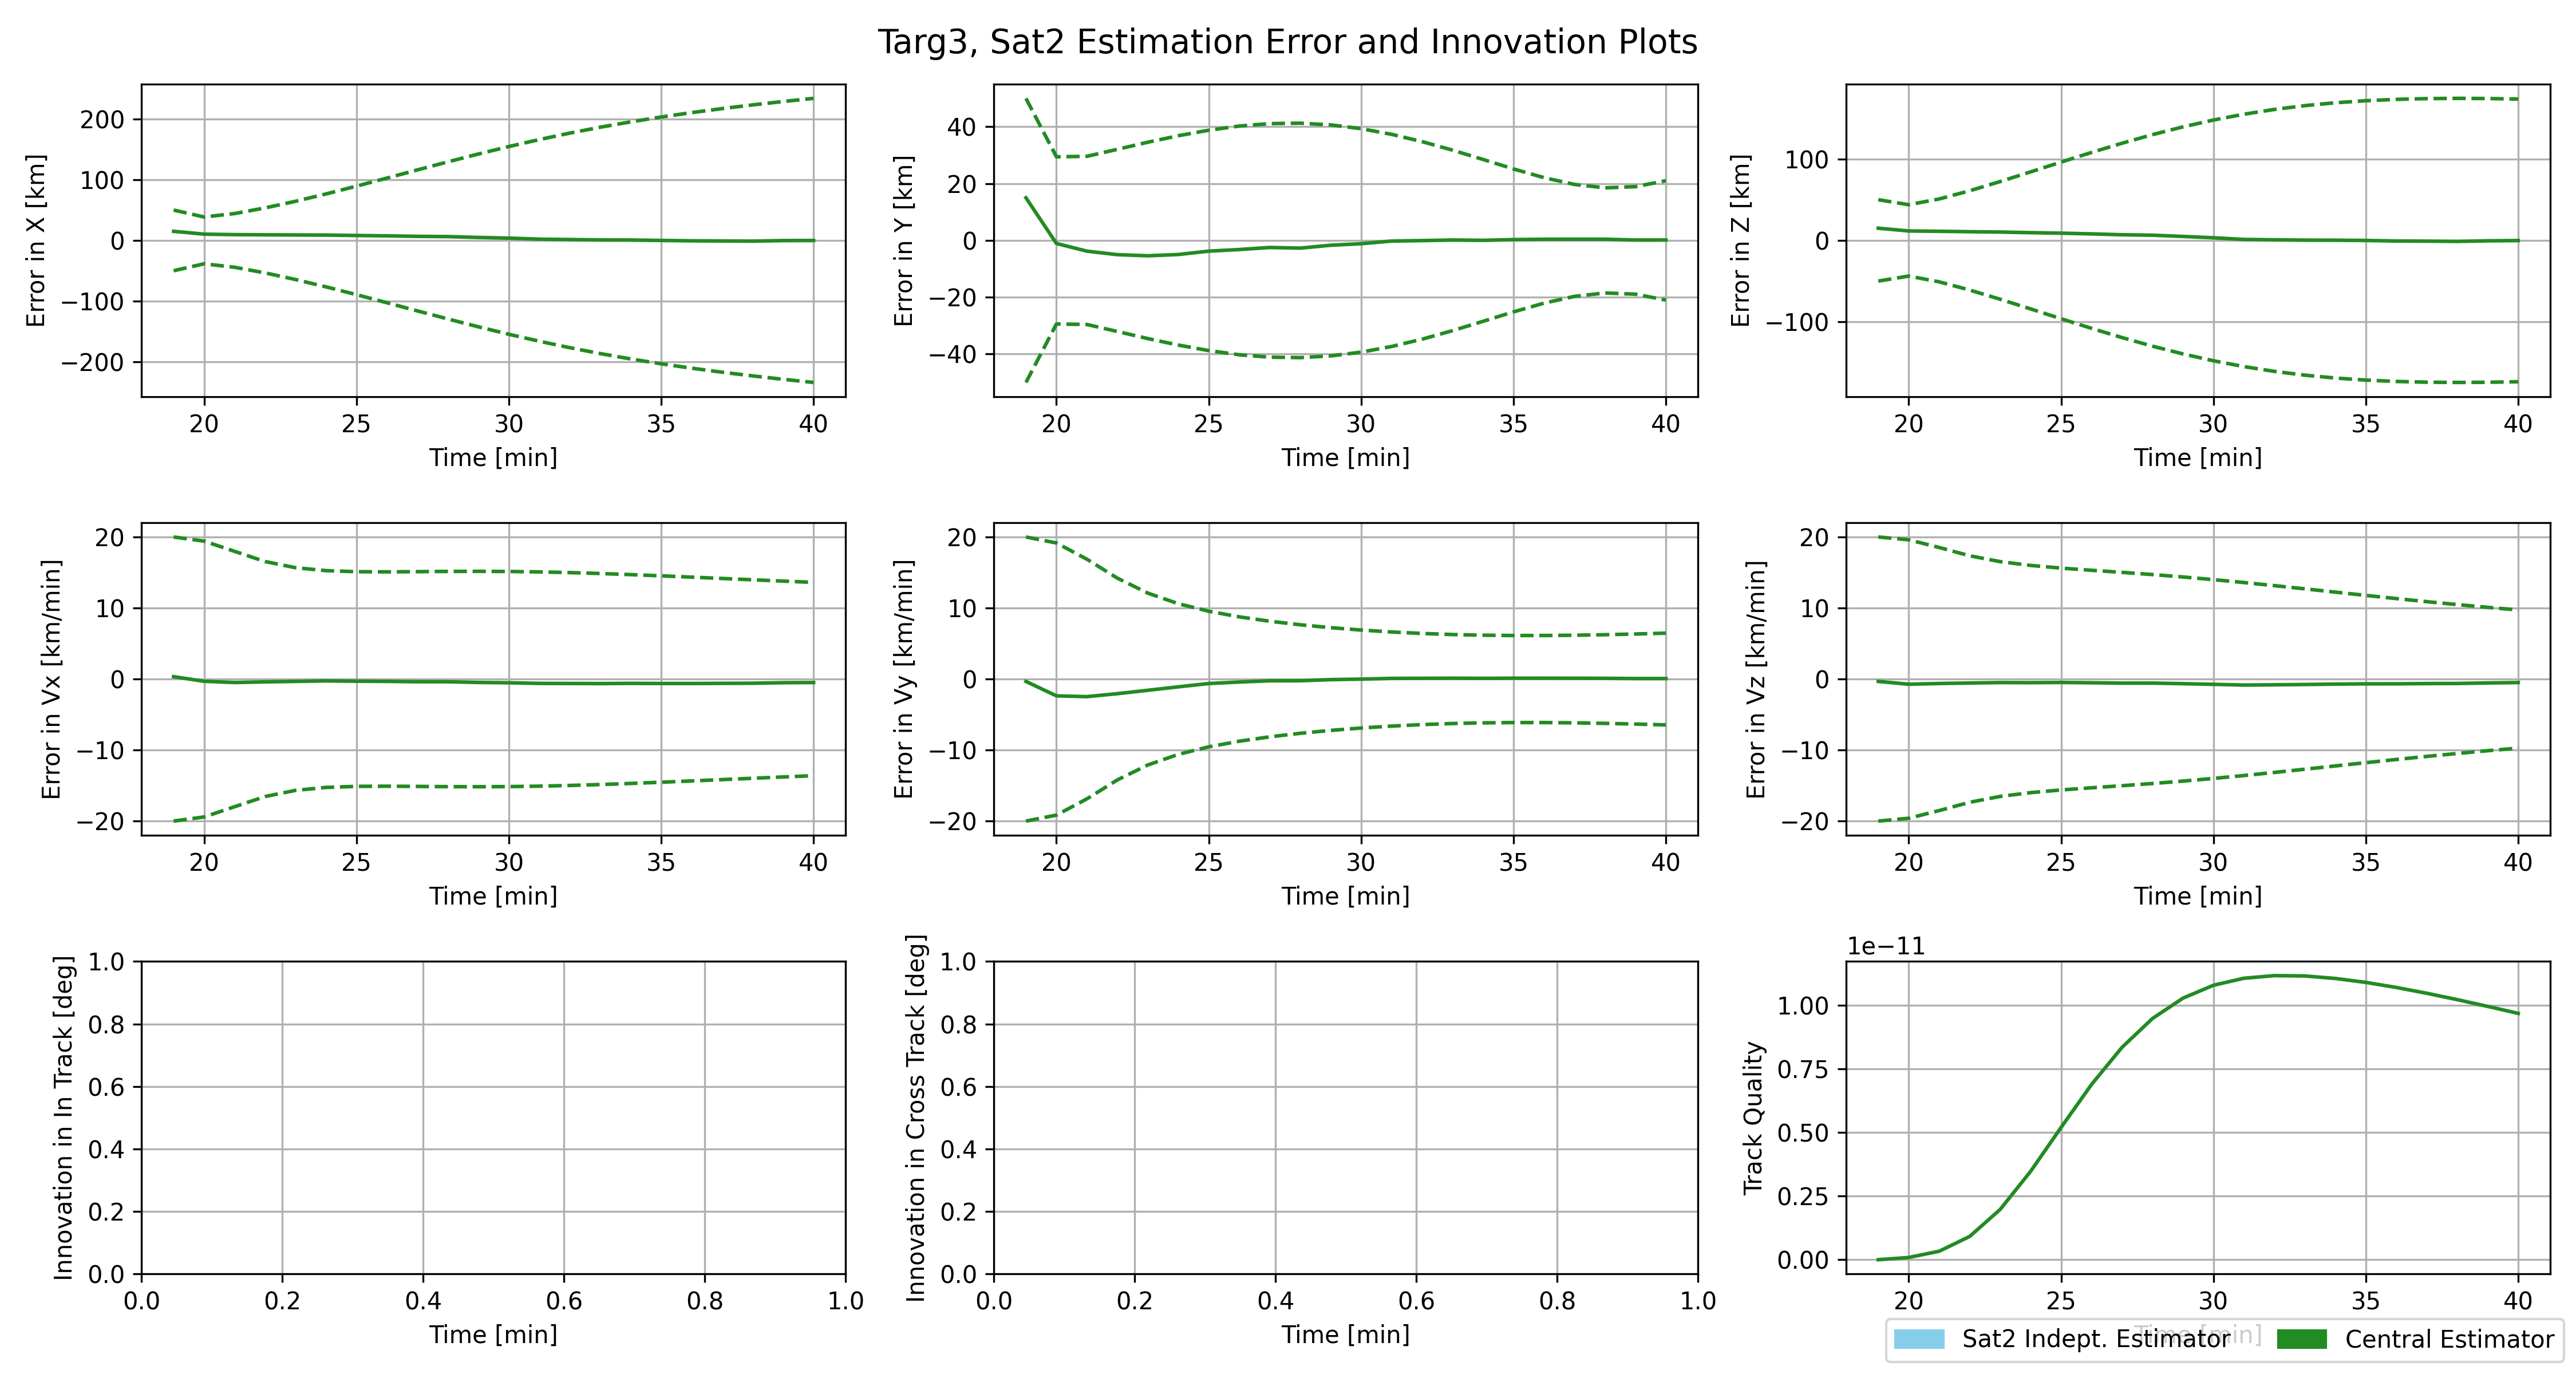 Targ3, Sat2 Estimation Error and Innovation Plots
Error in X [km]
200
100
0
−100
−200
20 25 30 35 40
Time [min]
Error in Y [km]
40
20
0
−20
−40
20 25 30 35 40
Time [min]
Error in Z [km]
100
0
−100
20 25 30 35 40
Time [min]
Error in Vx [km/min]
20
10
0
−10
−20
20 25 30 35 40
Time [min]
Error in Vy [km/min]
20
10
0
−10
−20
20 25 30 35 40
Time [min]
Error in Vz [km/min]
20
10
0
−10
−20
20 25 30 35 40
Time [min]
Innovation in In Track [deg]
1.0
0.8
0.6
0.4
0.2
0.0
0.0 0.2 0.4 0.6 0.8 1.0
Time [min]
Innovation in Cross Track [deg]
1.0
0.8
0.6
0.4
0.2
0.0
0.0 0.2 0.4 0.6 0.8 1.0
Time [min]
1e−11
Track Quality
1.00
0.75
0.50
0.25
0.00
20 25 30 35 40
Time [min]
Sat2 Indept. Estimator
Central Estimator